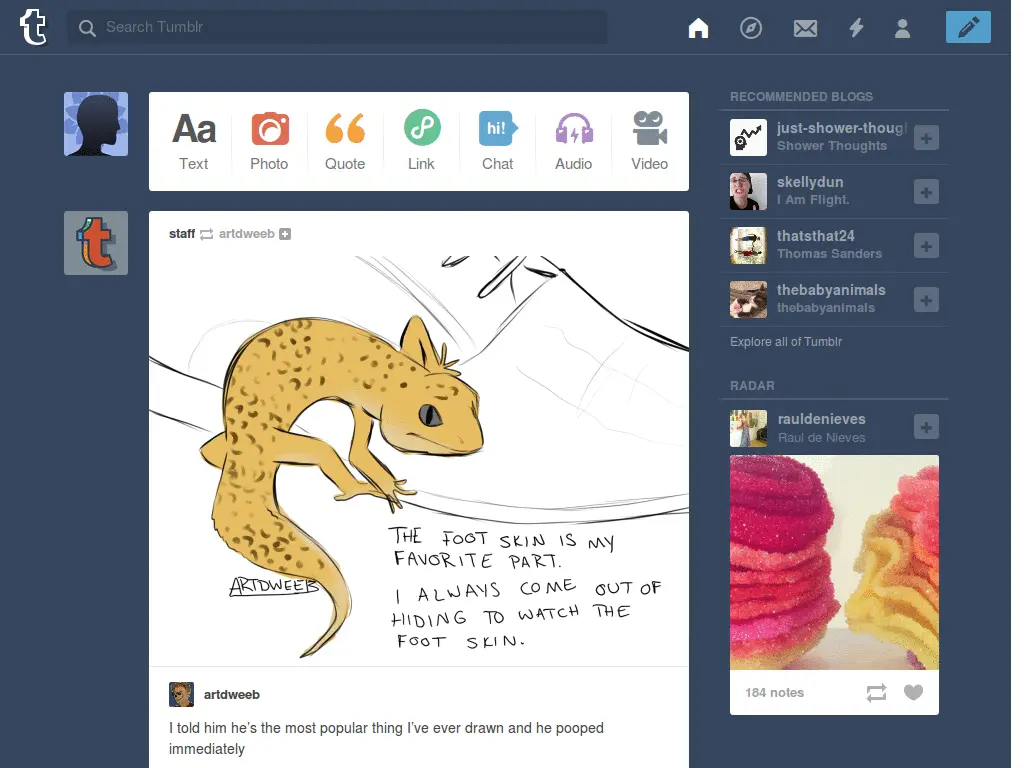 t
Search Tumblr
Aa
Text
Photo
Quote
Link
hi!
Chat
Audio
Video
t
staff artdweeb
THE FOOT SKIN IS MY
FAVORITE PART.
I ALWAYS COME OUT OF
HIDING TO WATCH THE
FOOT SKIN.
ARTDWEEB
artdweeb
I told him he's the most popular thing I've ever drawn and he pooped
immediately
RECOMMENDED BLOGS
just-shower-thoug
Shower Thoughts
skellydun
I Am Flight.
thatsthat24
Thomas Sanders
thebabyanimals
thebabyanimals
Explore all of Tumblr
RADAR
rauldenieves
Raul de Nieves
184 notes